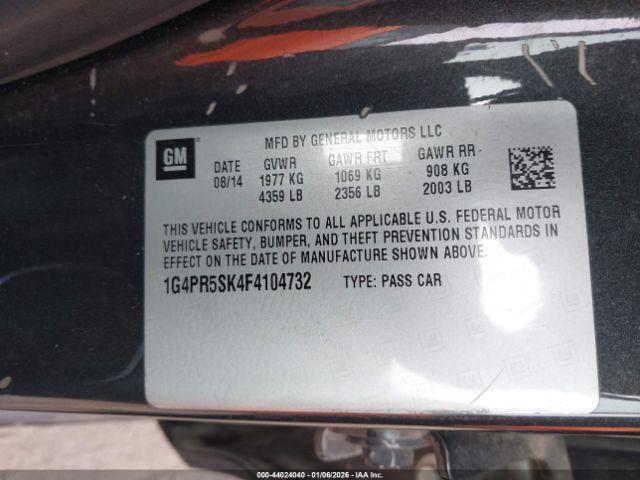 GM
MFD BY GENERAL MOTORS LLC
DATE GVWR GAWR FRT GAWR RR
08/14 1977 KG 1069 KG 908 KG
4359 LB 2356 LB 2003 LB
THIS VEHICLE CONFORMS TO ALL APPLICABLE U.S. FEDERAL MOTOR
VEHICLE SAFETY, BUMPER, AND THEFT PREVENTION STANDARDS IN
EFFECT ON THE DATE OF MANUFACTURE SHOWN ABOVE.
1G4PR5SK4F4104732 TYPE: PASS CAR
000-44024040 - 01/06/2026 - IAA Inc.